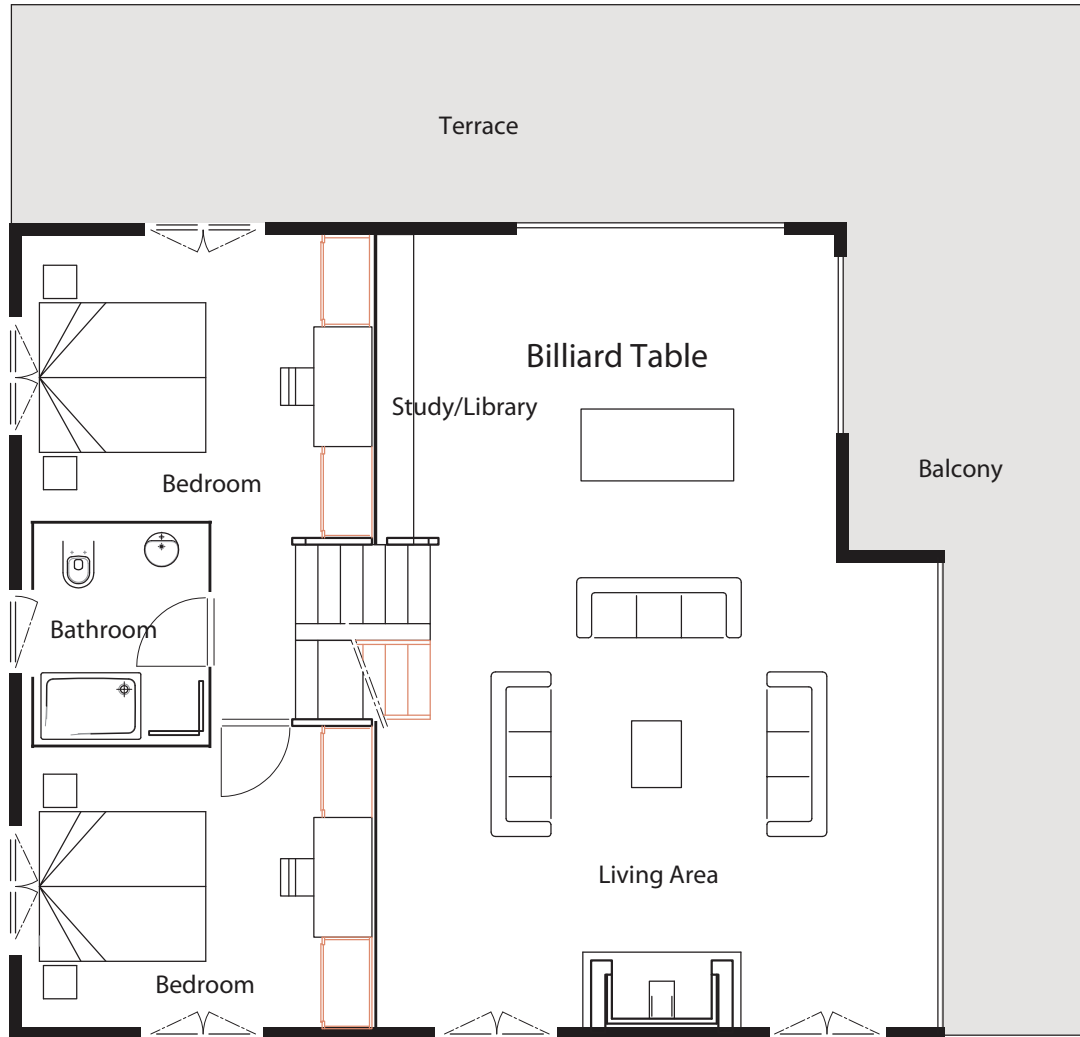 Terrace
Billiard Table
Study/Library
Balcony
Bedroom
Bathroom
Living Area
Bedroom